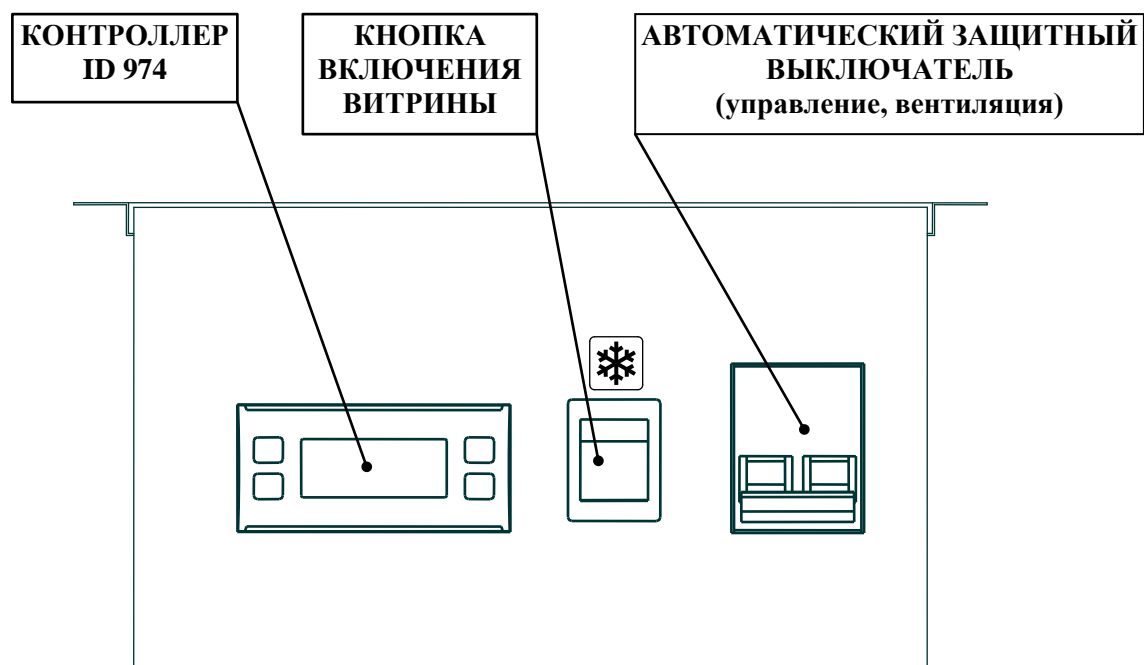 КОНТРОЛЛЕР
ID 974
КНОПКА
ВКЛЮЧЕНИЯ
ВИТРИНЫ
АВТОМАТИЧЕСКИЙ ЗАЩИТНЫЙ
ВЫКЛЮЧАТЕЛЬ
(управление, вентиляция)